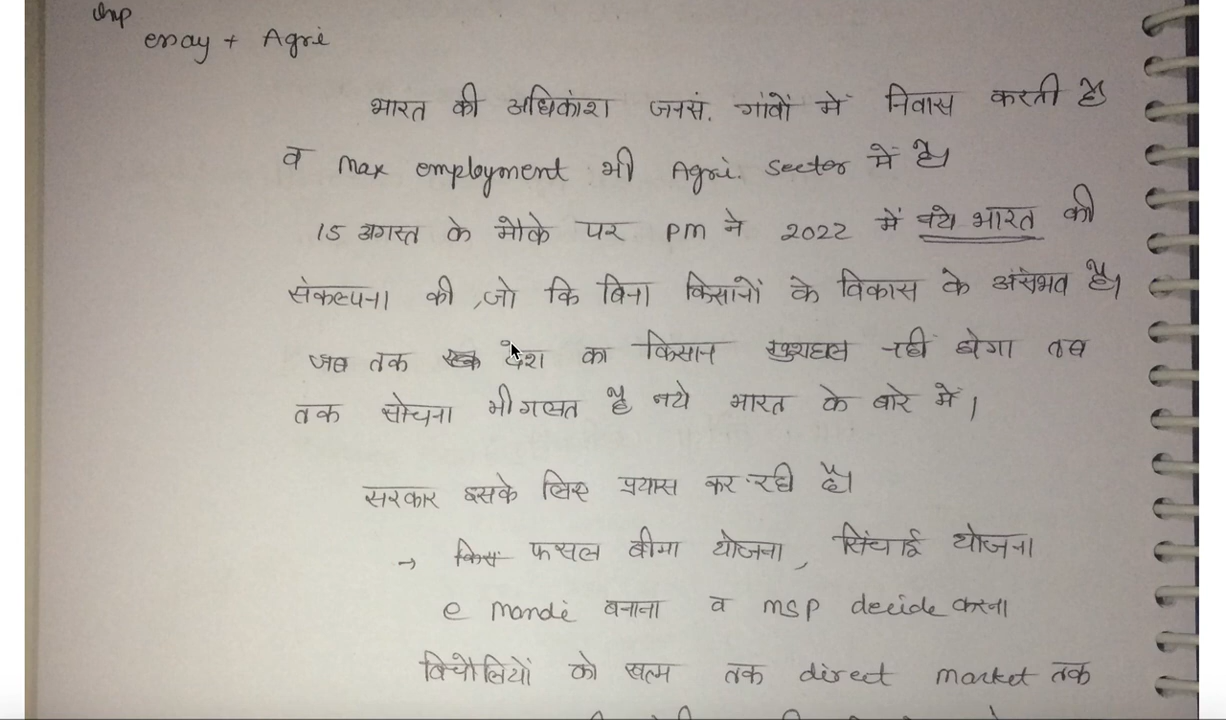 Imp
essay + Agri
भारत की अधिकांश जनसं. गांवों में निवास करती है
व max employment भी Agri. sector में है।
15 अगस्त के मौके पर PM ने 2022 में नये भारत की
संकल्पना की, जो कि बिना किसानों के विकास के असंभव है।
जब तक देश का किसान खुशहाल नहीं होगा तब
तक सोचना भी गलत है नये भारत के बारे में।
सरकार इसके लिए प्रयास कर रही है।
→ फसल बीमा योजना, सिंचाई योजना
e mandi बनाना व MSP decide करना
बिचौलियों को खत्म तक direct market तक